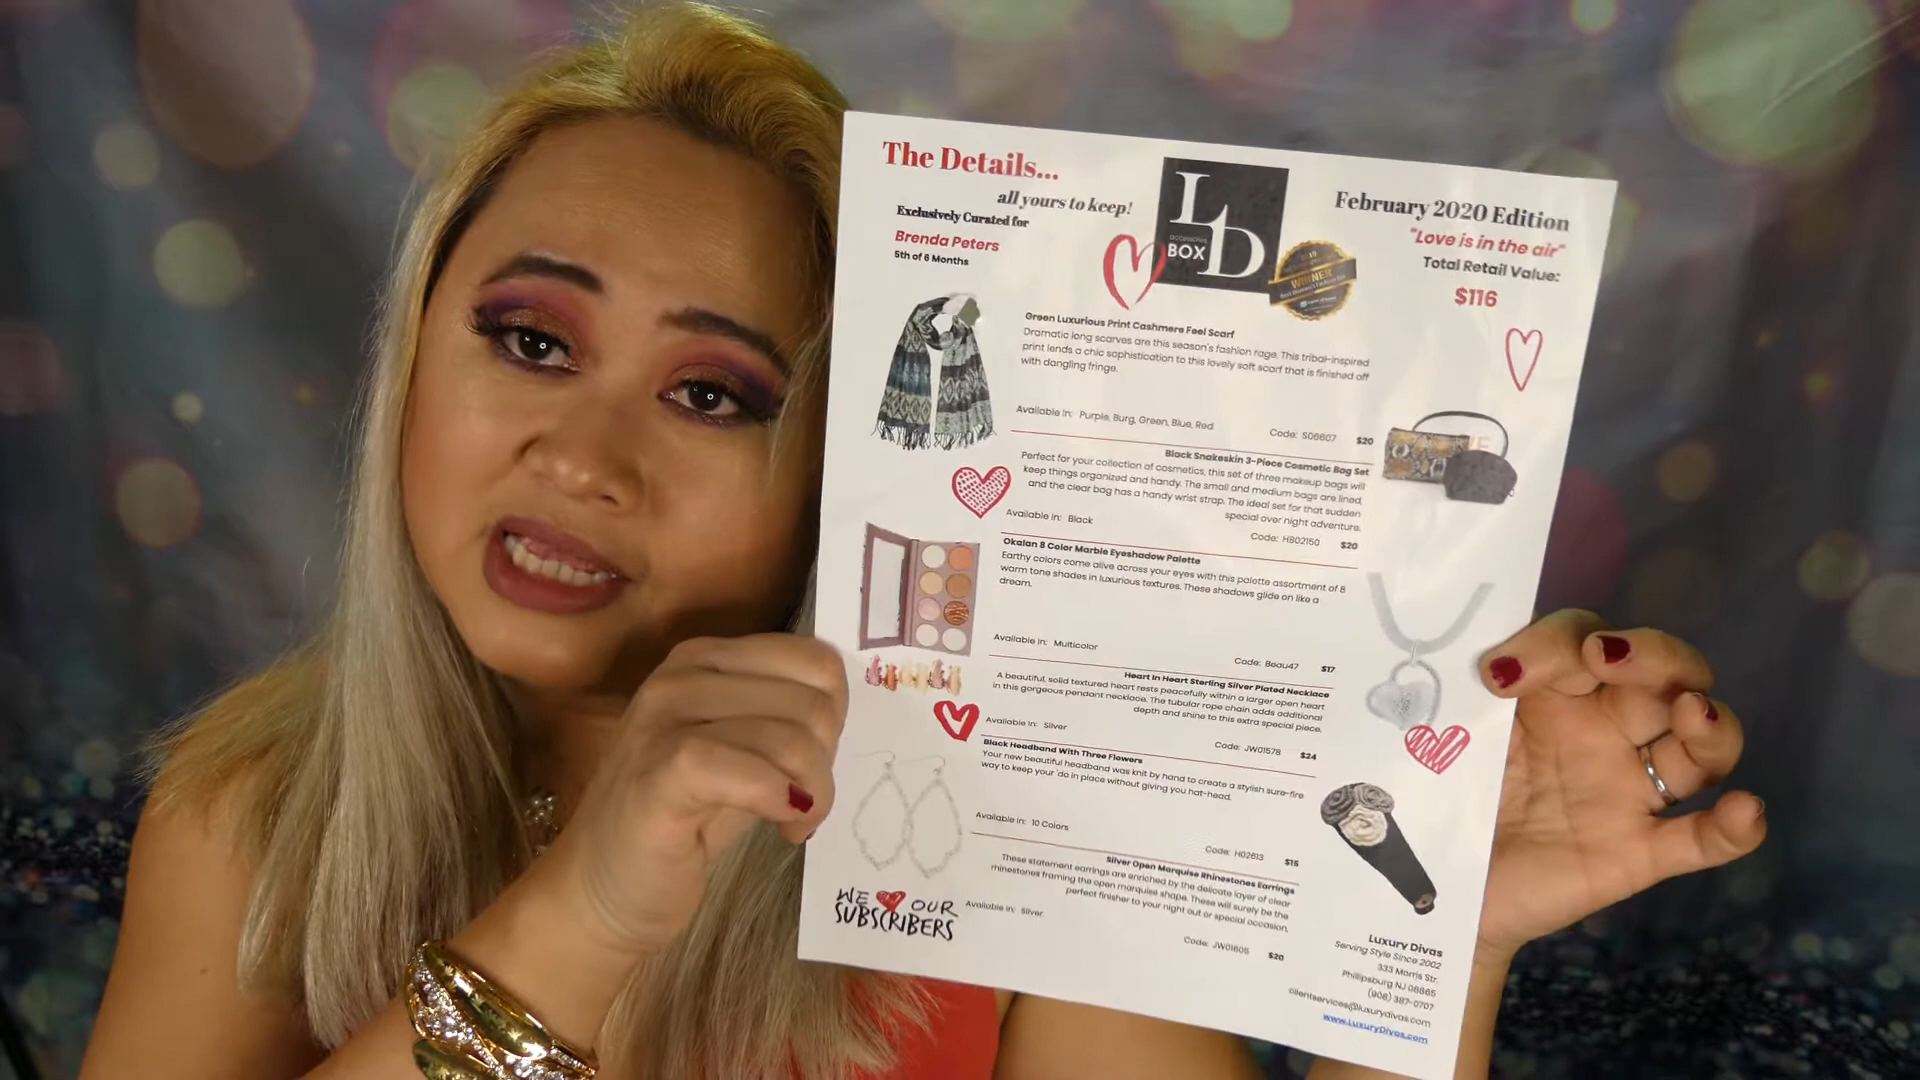 The Details...
all yours to keep!
Exclusively Curated for
Brenda Peters
5th of 6 Months
LD
accessories
BOX
WINNER
February 2020 Edition
"Love is in the air"
Total Retail Value:
$116
Green Luxurious Print Cashmere Feel Scarf
Dramatic long scarves are this season's fashion rage. This tribal-inspired
print lends a chic sophistication to this lovely soft scarf that is finished off
with dangling fringe.
Available in: Purple, Burg, Green, Blue, Red
Code: S06607 $20
Black Snakeskin 3-Piece Cosmetic Bag Set
Perfect for your collection of cosmetics, this set of three makeup bags will
keep things organized and handy. The small and medium bags are lined,
and the clear bag has a handy wrist strap. The ideal set for that sudden
special over night adventure.
Available in: Black
Code: HB02150 $20
Okalan 8 Color Marble Eyeshadow Palette
Earthy colors come alive across your eyes with this palette assortment of 8
warm tone shades in luxurious textures. These shadows glide on like a
dream.
Available in: Multicolor
Code: Beau47 $17
Heart In Heart Sterling Silver Plated Necklace
A beautiful, solid textured heart rests peacefully within a larger open heart
in this gorgeous pendant necklace. The tubular rope chain adds additional
depth and shine to this extra special piece.
Available in: Silver
Code: JW01578 $24
Black Headband With Three Flowers
Your new beautiful headband was knit by hand to create a stylish sure-fire
way to keep your 'do in place without giving you hat-head.
Available in: 10 Colors
Code: H02613 $15
Silver Open Marquise Rhinestones Earrings
These statement earrings are enriched by the delicate layer of clear
rhinestones framing the open marquise shape. These will surely be the
perfect finisher to your night out or special occasion.
Available in: Silver
Code: JW01605 $20
WE OUR
SUBSCRIBERS
Luxury Divas
Serving Style Since 2002
333 Morris Str.
Phillipsburg NJ 08865
(908) 387-0707
clientservices@luxurydivas.com
www.LuxuryDivas.com